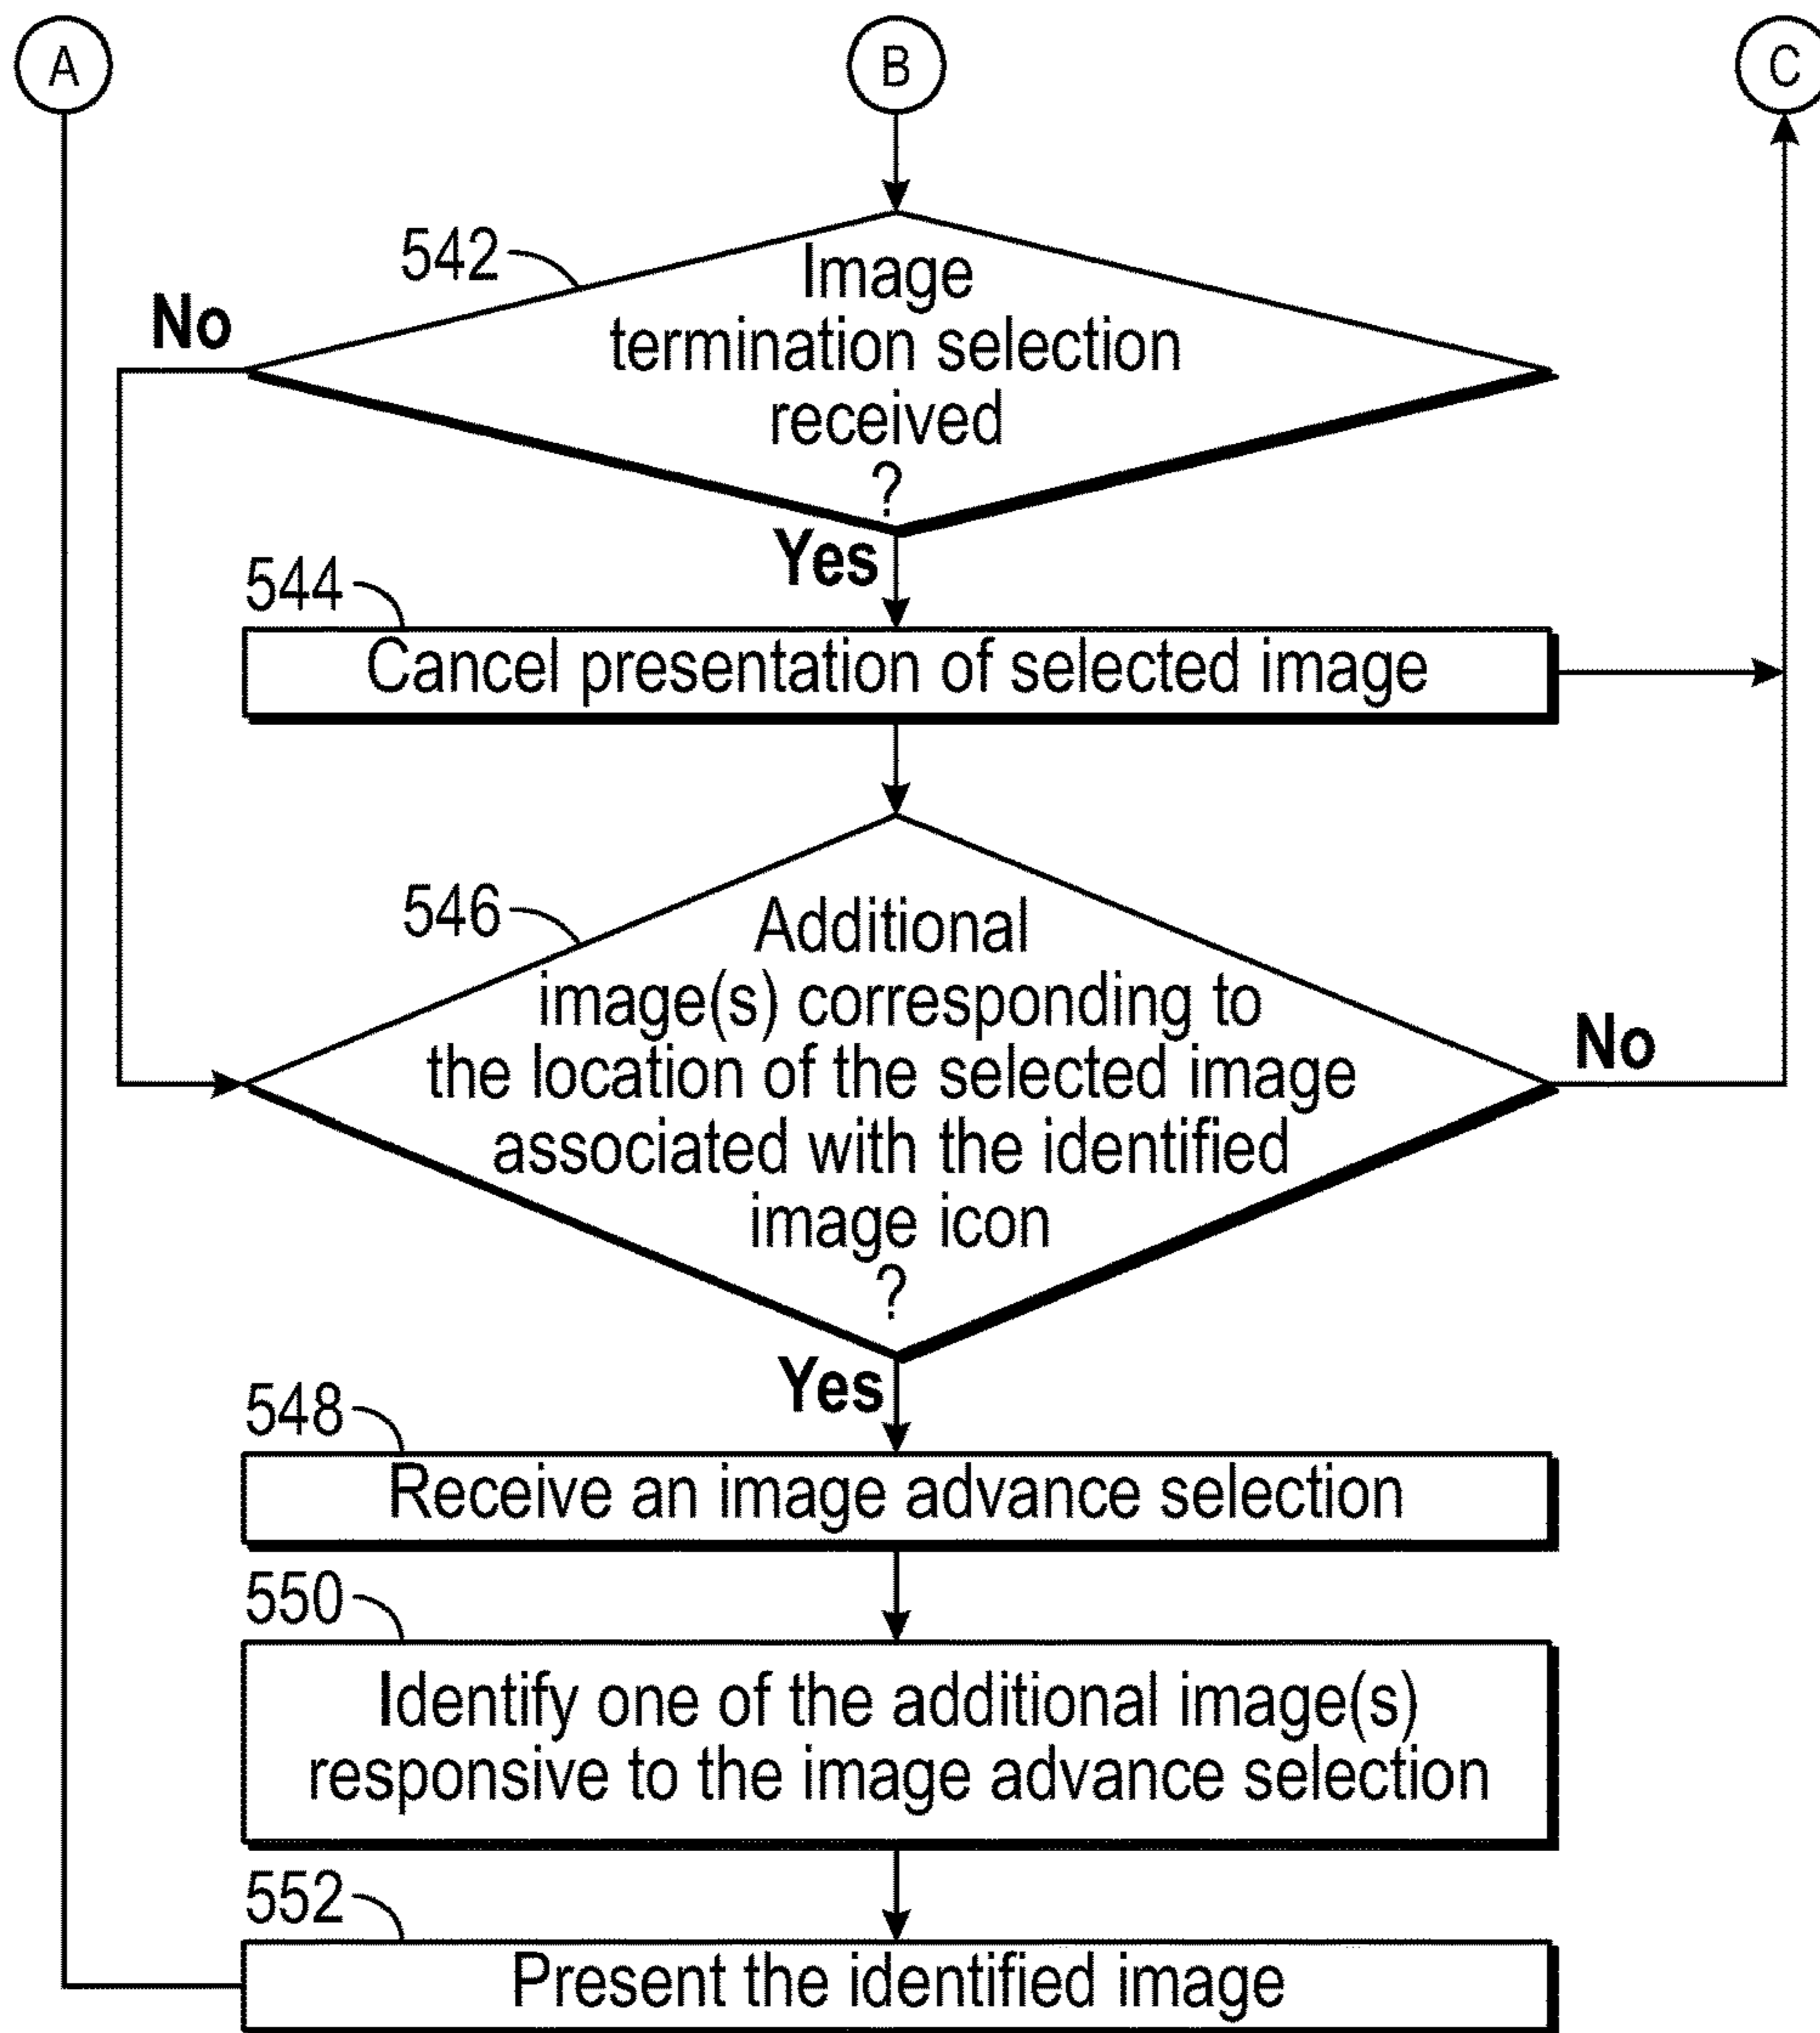 A
B
C
542
Image
termination selection
received
?
No
Yes
544
Cancel presentation of selected image
546
Additional
image(s) corresponding to
the location of the selected image
associated with the identified
image icon
?
No
Yes
548
Receive an image advance selection
550
Identify one of the additional image(s)
responsive to the image advance selection
552
Present the identified image